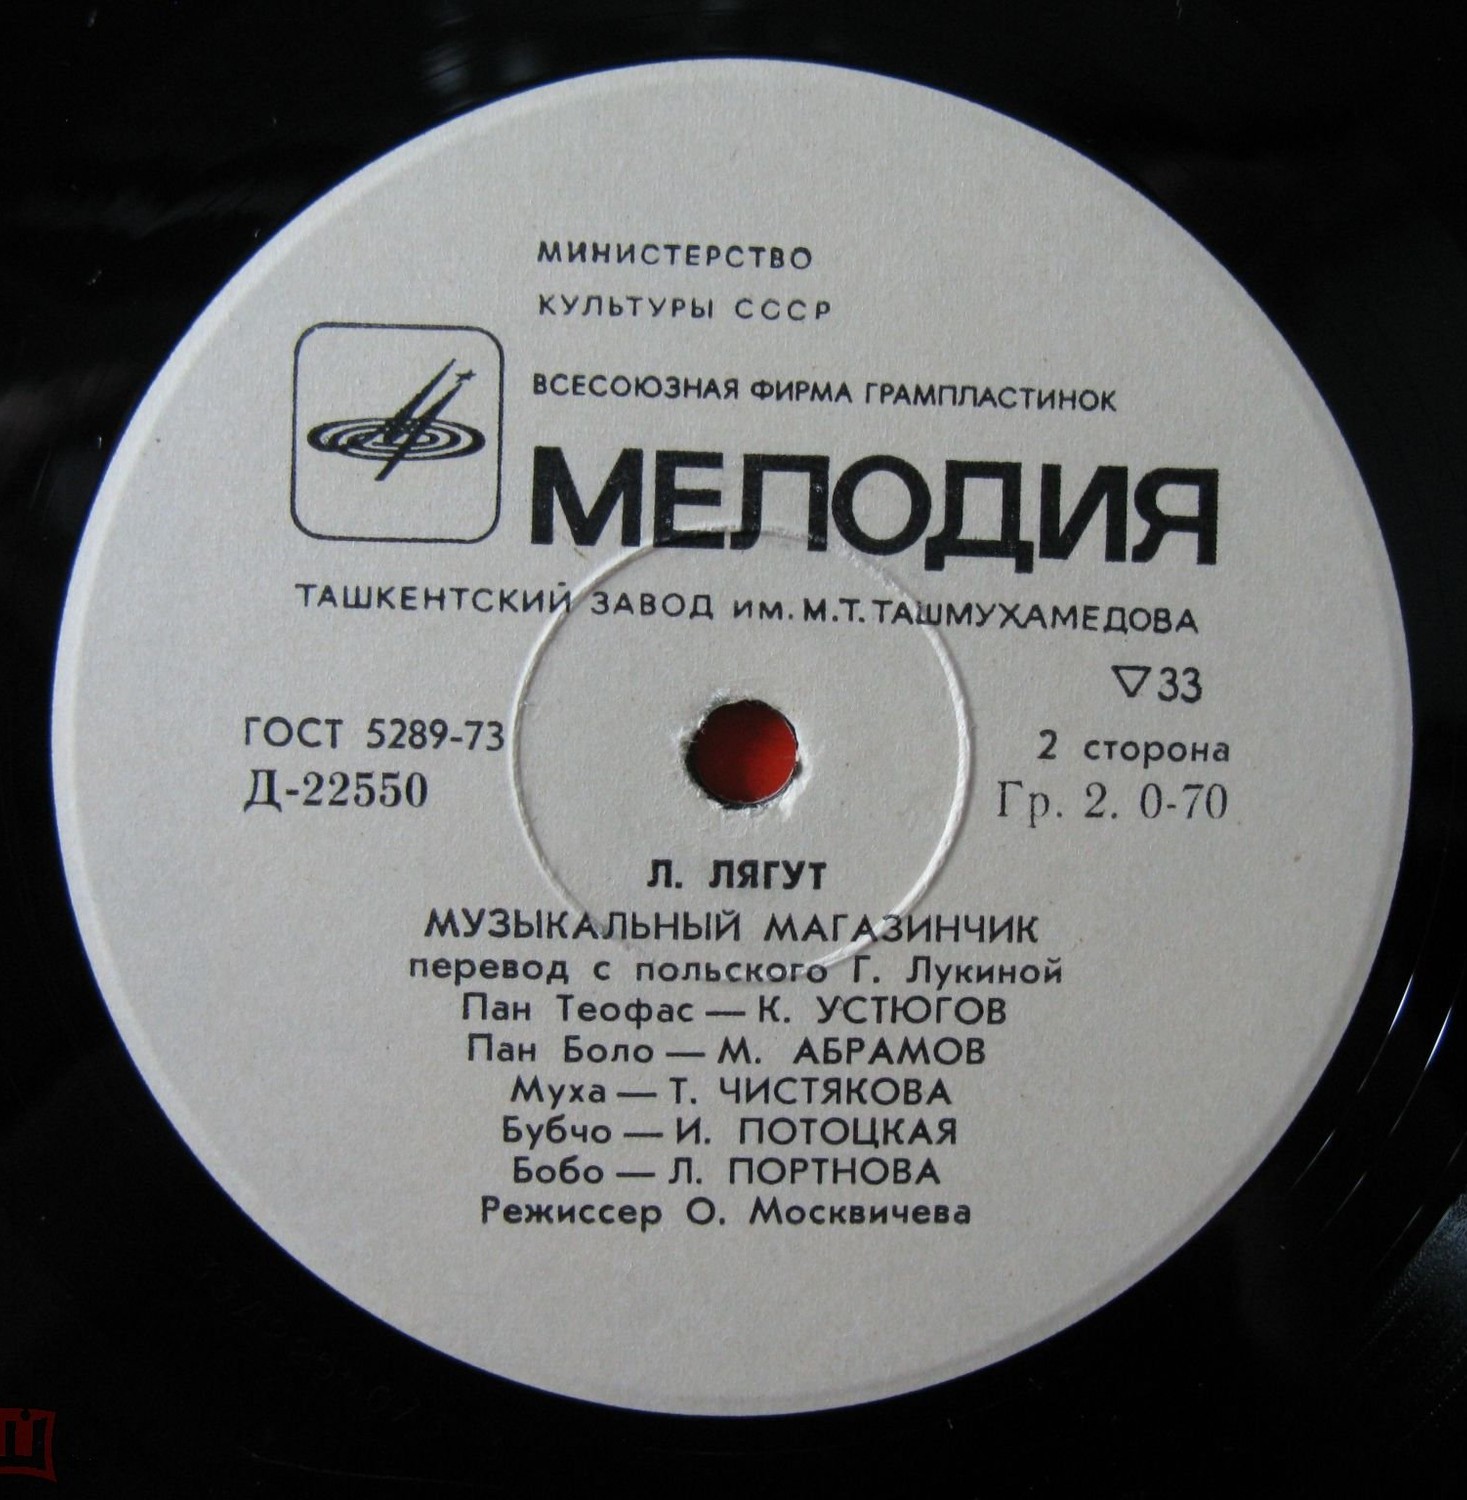 МИНИСТЕРСТВО
КУЛЬТУРЫ СССР
ВСЕСОЮЗНАЯ ФИРМА ГРАМПЛАСТИНОК
МЕЛОДИЯ
ТАШКЕНТСКИЙ ЗАВОД им. М.Т. ТАШМУХАМЕДОВА
▽33
ГОСТ 5289-73
2 сторона
Д-22550
Гр. 2. 0-70
Л. ЛЯГУТ
МУЗЫКАЛЬНЫЙ МАГАЗИНЧИК
перевод с польского Г. Лукиной
Пан Теофас — К. УСТЮГОВ
Пан Боло — М. АБРАМОВ
Муха — Т. ЧИСТЯКОВА
Бубчо — И. ПОТОЦКАЯ
Бобо — Л. ПОРТНОВА
Режиссер О. Москвичева